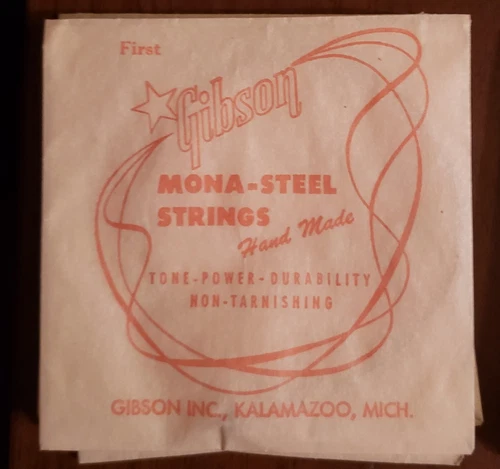 First
Gibson
MONA-STEEL
STRINGS
Hand Made
TONE-POWER-DURABILITY
NON-TARNISHING
GIBSON INC., KALAMAZOO, MICH.